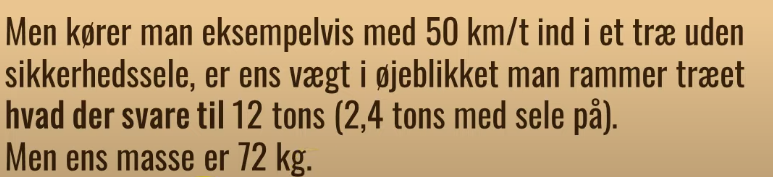 Men kører man eksempelvis med 50 km/t ind i et træ uden
sikkerhedssele, er ens vægt i øjeblikket man rammer træet
hvad der svare til 12 tons (2,4 tons med sele på).
Men ens masse er 72 kg.